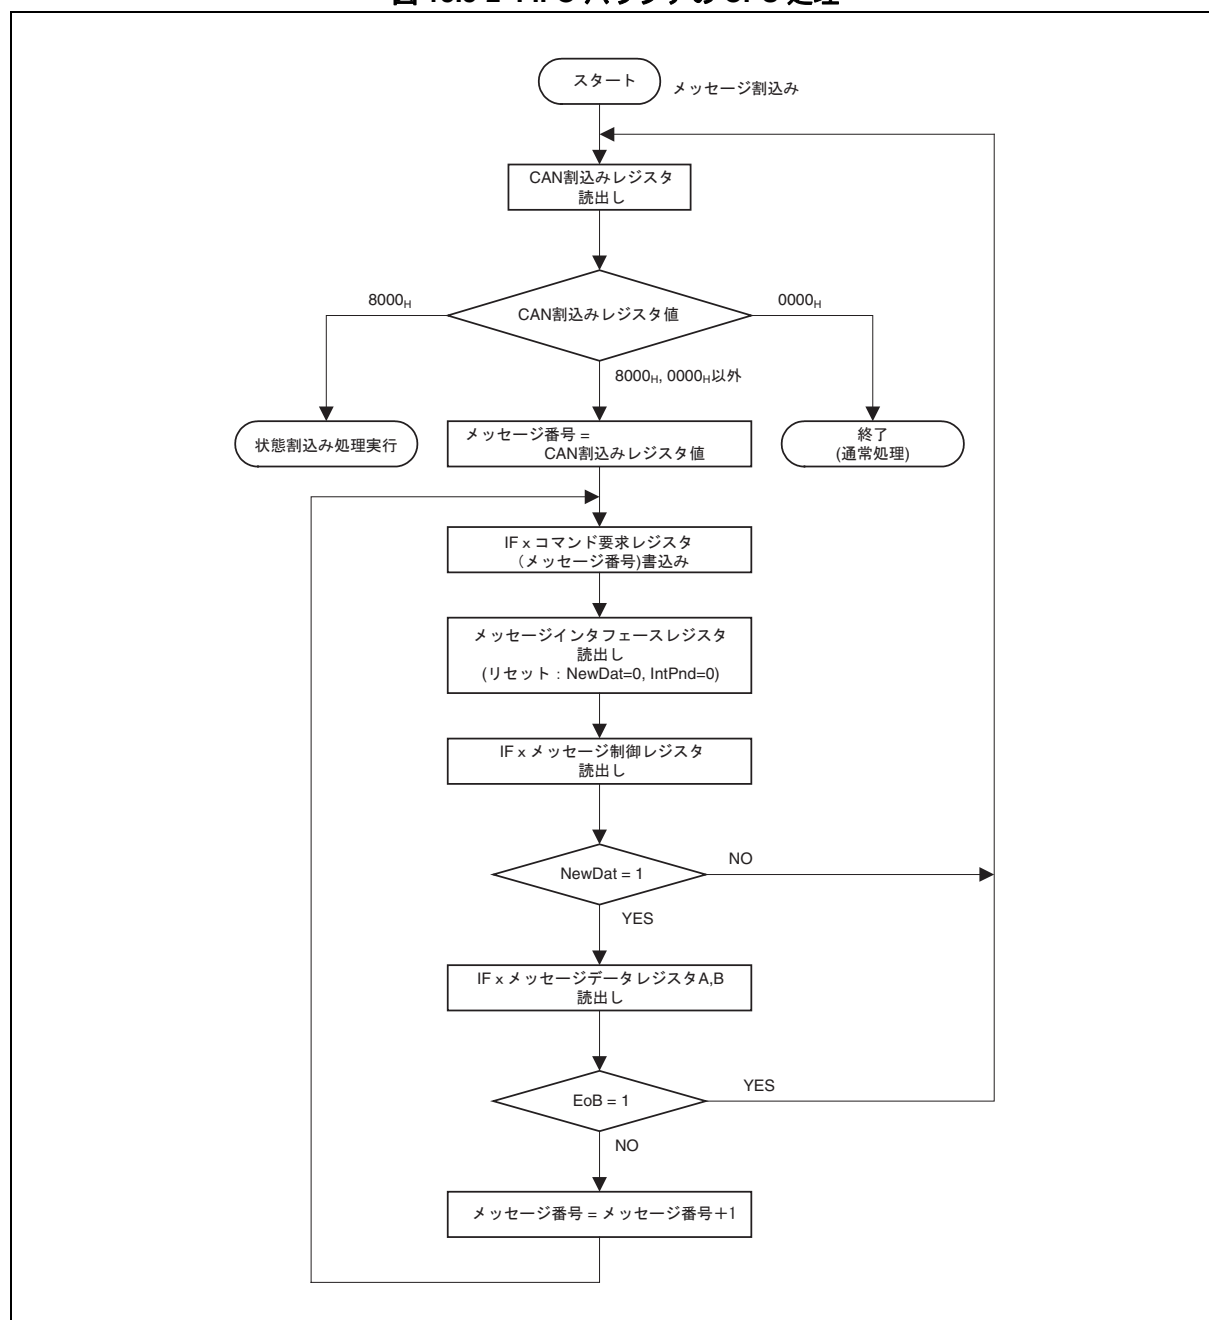 スタート
メッセージ割込み
CAN割込みレジスタ
読出し
8000H
CAN割込みレジスタ値
0000H
8000H, 0000H以外
状態割込み処理実行
メッセージ番号 =
CAN割込みレジスタ値
終了
(通常処理)
IF x コマンド要求レジスタ
(メッセージ番号)書込み
メッセージインタフェースレジスタ
読出し
(リセット:NewDat=0, IntPnd=0)
IF x メッセージ制御レジスタ
読出し
NewDat = 1
NO
YES
IF x メッセージデータレジスタA,B
読出し
EoB = 1
YES
NO
メッセージ番号 = メッセージ番号+1